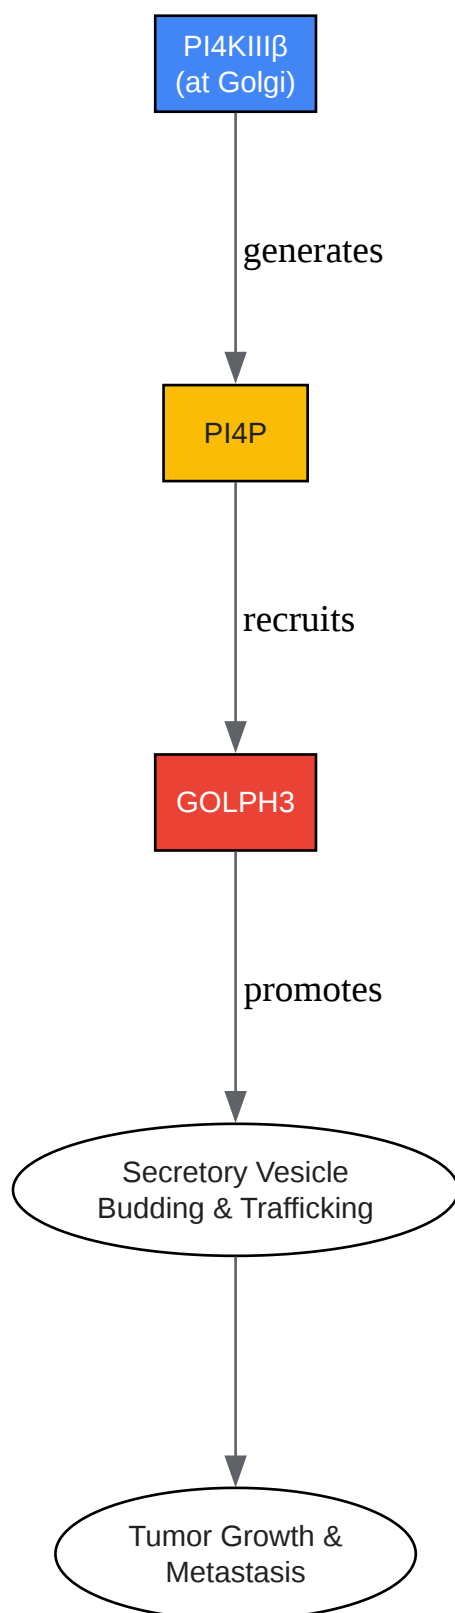 PI4KIIIβ
(at Golgi)
generates
PI4P
recruits
GOLPH3
promotes
Secretory Vesicle
Budding & Trafficking
Tumor Growth &
Metastasis